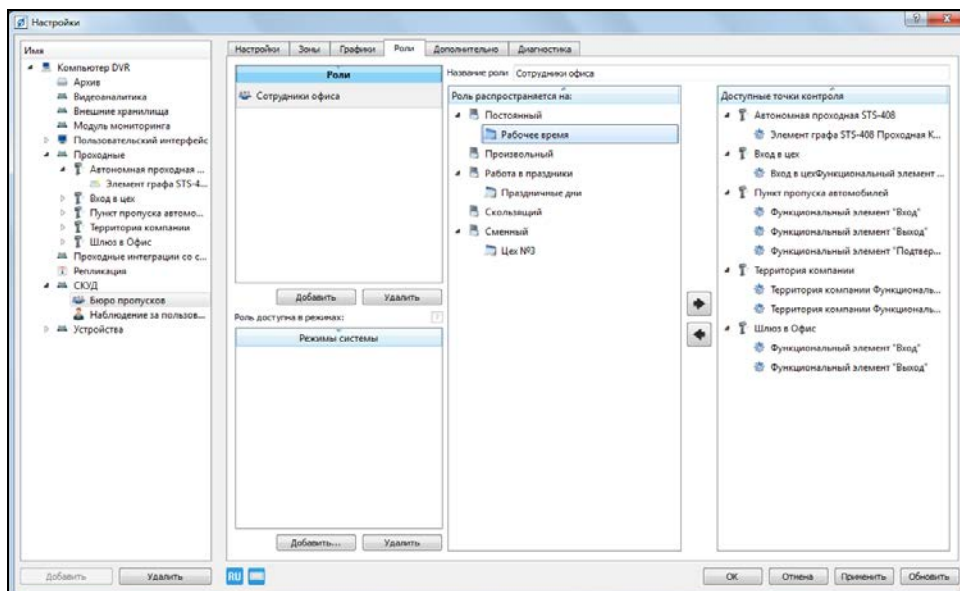 Настройки
Имя
Компьютер DVR
Архив
Видеоаналитика
Внешние хранилища
Модуль мониторинга
Пользовательский интерфейс
Проходные
Автономная проходная ...
Элемент графа STS-4...
Вход в цех
Пункт пропуска автомо...
Территория компании
Шлюз в Офис
Проходные интеграции со с...
Репликация
СКУД
Бюро пропусков
Наблюдение за пользов...
Устройства
Добавить Удалить
Настройки Зоны Графики Роли Дополнительно Диагностика
Роли
Сотрудники офиса
Добавить Удалить
Роль доступна в режимах: ?
Режимы системы
Добавить... Удалить
Название роли Сотрудники офиса
Роль распространяется на:
Постоянный
Рабочее время
Произвольный
Работа в праздники
Праздничные дни
Скользящий
Сменный
Цех №3
Доступные точки контроля
Автономная проходная STS-408
Элемент графа STS-408 Проходная К...
Вход в цех
Вход в цехФункциональный элемент ...
Пункт пропуска автомобилей
Функциональный элемент "Вход"
Функциональный элемент "Выход"
Функциональный элемент "Подтвер...
Территория компании
Территория компании Функциональ...
Территория компании Функциональ...
Шлюз в Офис
Функциональный элемент "Вход"
Функциональный элемент "Выход"
RU
OK Отмена Применить Обновить